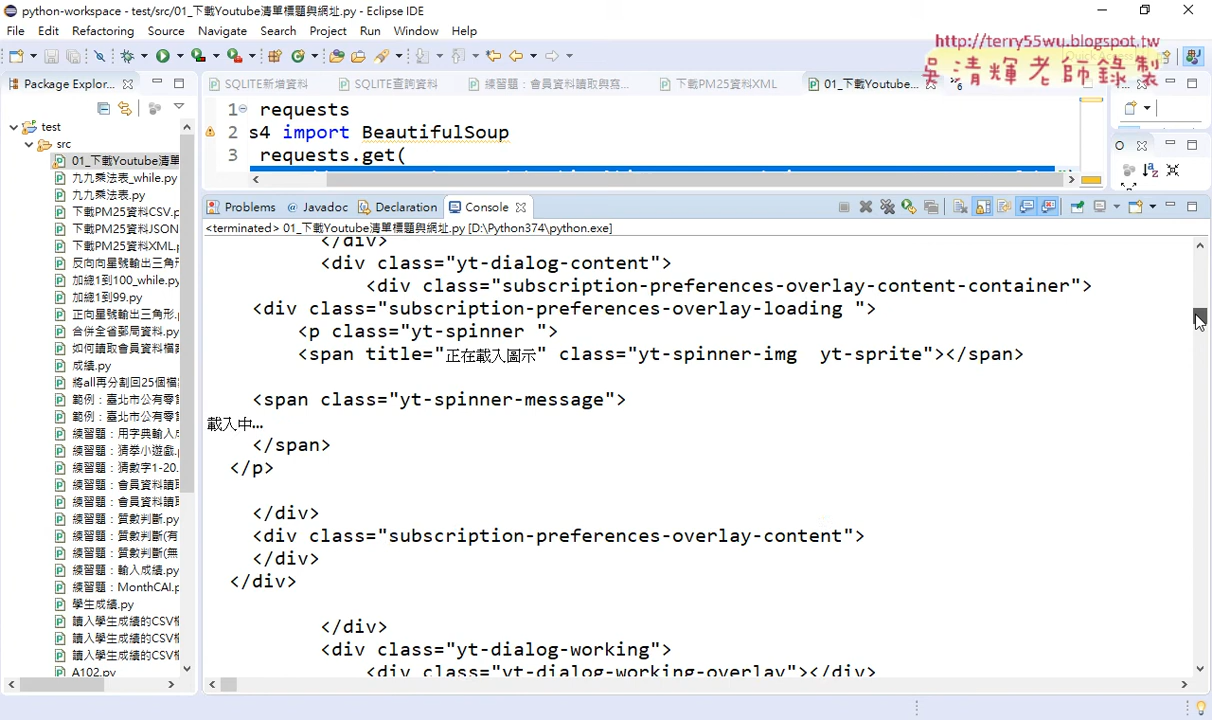 python-workspace - test/src/01_下載Youtube清單標題與網址.py - Eclipse IDE
File Edit Refactoring Source Navigate Search Project Run Window Help
http://terry55wu.blogspot.tw
吳清輝老師錄製
Package Explor...
SQLITE新增資料
SQLITE查詢資料
練習題：會員資料讀取與寫...
下載PM25資料XML
01_下載Youtube...
1 requests
2 s4 import BeautifulSoup
3 requests.get(
test
src
01_下載Youtube清單
九九乘法表_while.py
九九乘法表.py
下載PM25資料CSV.p
下載PM25資料JSON
下載PM25資料XML.
反向向星號輸出三角形
加總1到100_while.py
加總1到99.py
正向星號輸出三角形.
合併全省郵局資料.py
如何讀取會員資料檔
成績.py
將all再分割回25個檔
範例：臺北市公有零售
範例：臺北市公有零售
練習題：用字典輸入成
練習題：猜拳小遊戲.
練習題：猜數字1-20.
練習題：會員資料讀取
練習題：會員資料讀取
練習題：質數判斷.py
練習題：質數判斷(有
練習題：質數判斷(無
練習題：輸入成績.py
練習題：MonthCAl.p
學生成績.py
讀入學生成績的CSV檔
讀入學生成績的CSV檔
讀入學生成績的CSV檔
A102.py
Problems Javadoc Declaration Console
<terminated> 01_下載Youtube清單標題與網址.py [D:\Python374\python.exe]
</div>
<div class="yt-dialog-content">
<div class="subscription-preferences-overlay-content-container">
<div class="subscription-preferences-overlay-loading ">
<p class="yt-spinner ">
<span title="正在載入圖示" class="yt-spinner-img  yt-sprite"></span>
<span class="yt-spinner-message">
載入中...
</span>
</p>
</div>
<div class="subscription-preferences-overlay-content">
</div>
</div>
</div>
<div class="yt-dialog-working">
<div class="yt-dialog-working-overlay"></div>